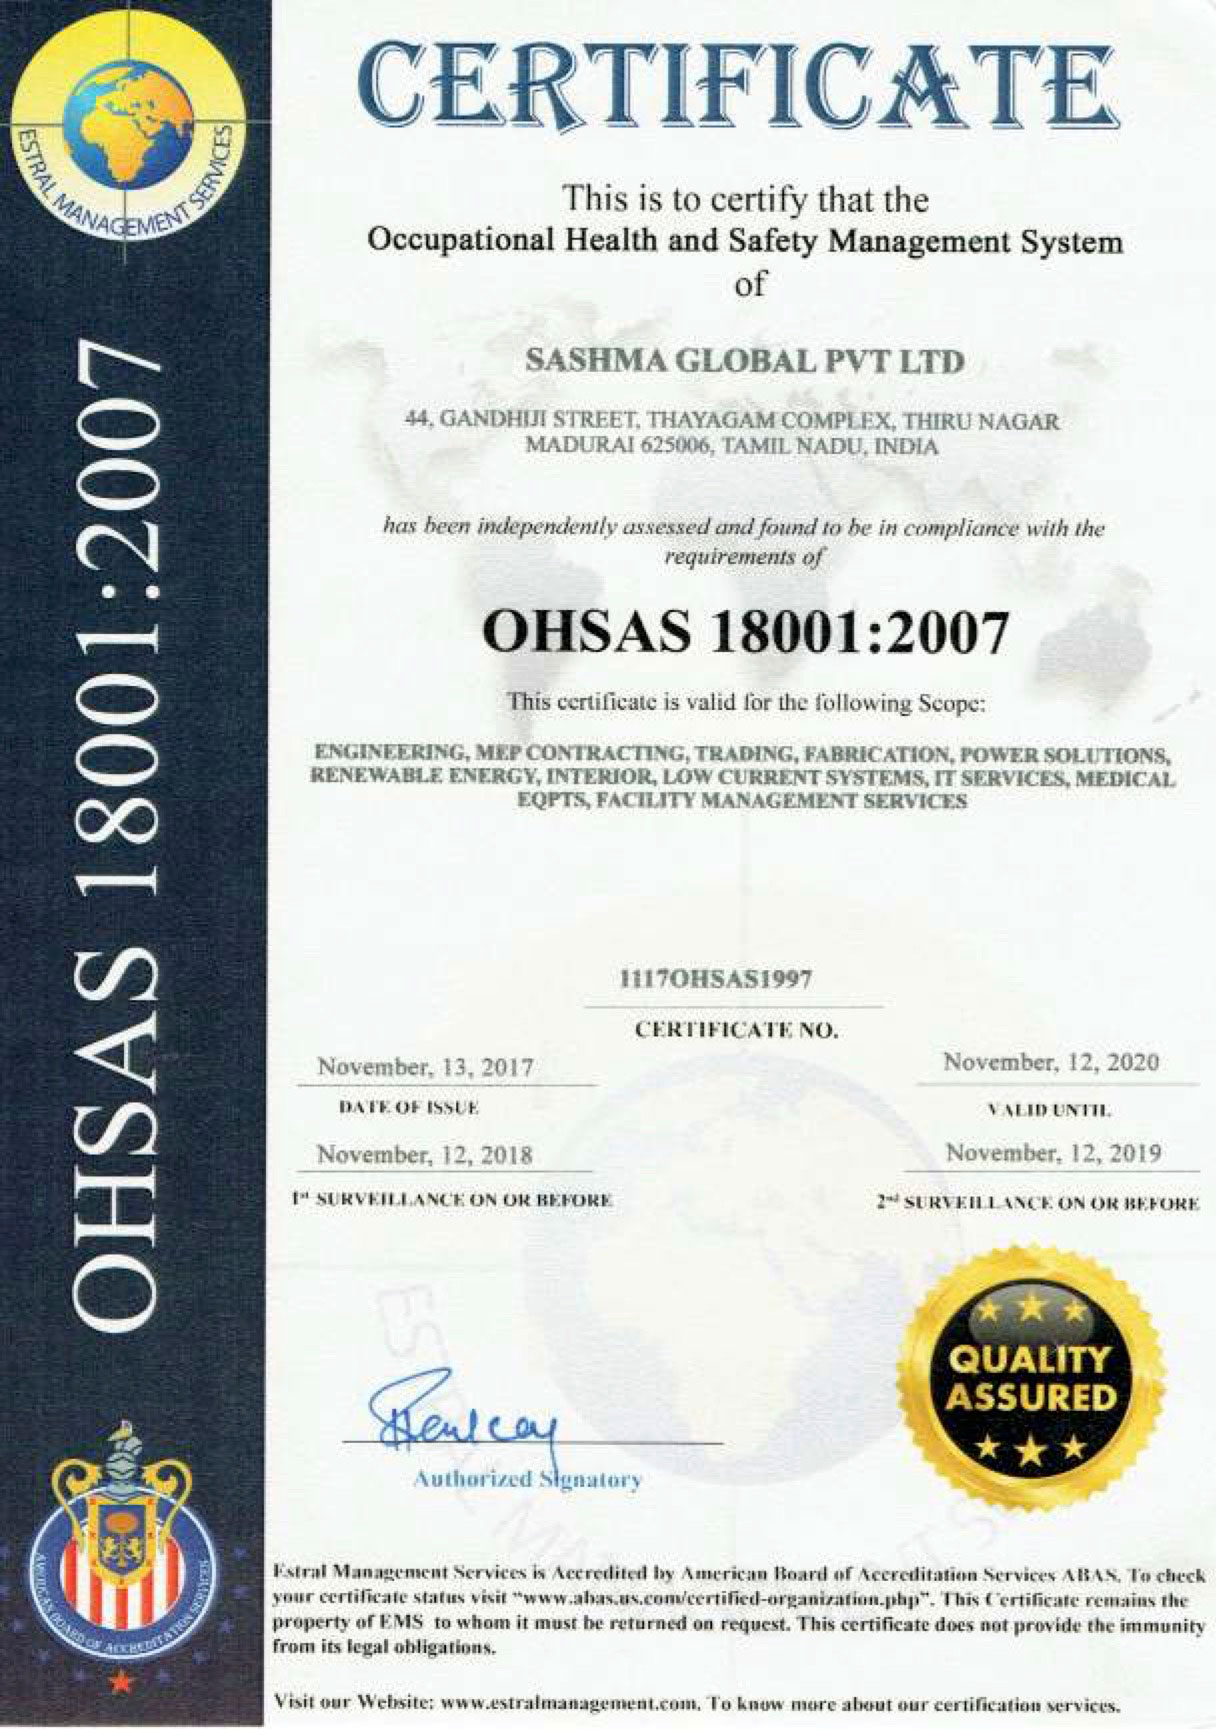 ESTRAL MANAGEMENT SERVICES
OHSAS 18001:2007
CERTIFICATE
This is to certify that the
Occupational Health and Safety Management System
of
SASHMA GLOBAL PVT LTD
44, GANDHIJI STREET, THAYAGAM COMPLEX, THIRU NAGAR
MADURAI 625006, TAMIL NADU, INDIA
has been independently assessed and found to be in compliance with the
requirements of
OHSAS 18001:2007
This certificate is valid for the following Scope:
ENGINEERING, MEP CONTRACTING, TRADING, FABRICATION, POWER SOLUTIONS,
RENEWABLE ENERGY, INTERIOR, LOW CURRENT SYSTEMS, IT SERVICES, MEDICAL
EQPTS, FACILITY MANAGEMENT SERVICES
1117OHSAS1997
CERTIFICATE NO.
November, 13, 2017
DATE OF ISSUE
November, 12, 2020
VALID UNTIL
November, 12, 2018
1st SURVEILLANCE ON OR BEFORE
November, 12, 2019
2nd SURVEILLANCE ON OR BEFORE
QUALITY
ASSURED
Authorized Signatory
AMERICAN BOARD OF ACCREDITATION SERVICES
Estral Management Services is Accredited by American Board of Accreditation Services ABAS. To check
your certificate status visit "www.abas.us.com/certified-organization.php". This Certificate remains the
property of EMS to whom it must be returned on request. This certificate does not provide the immunity
from its legal obligations.
Visit our Website: www.estralmanagement.com. To know more about our certification services.